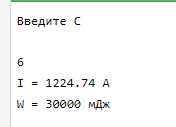 Введите C
6
I = 1224.74 А
W = 30000 мДж